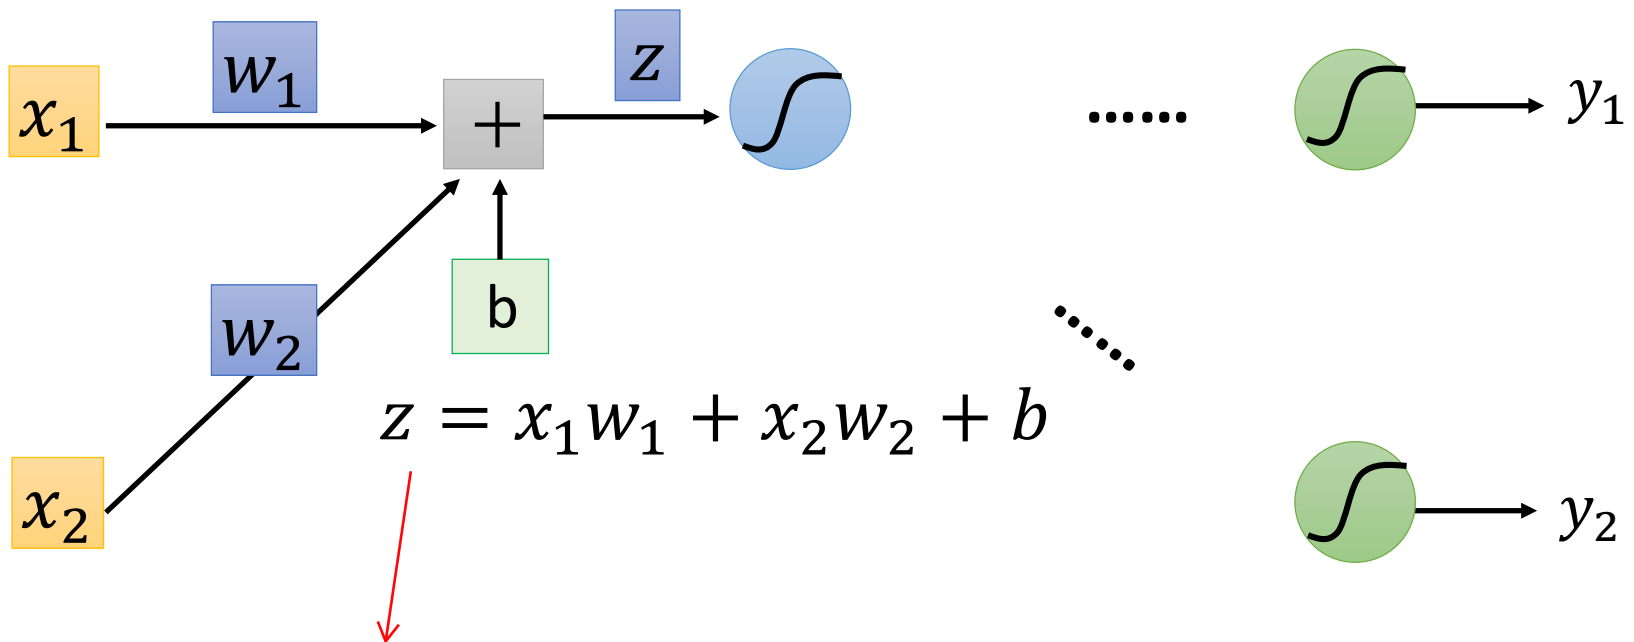 w₁
z
x₁
+
y₁
b
w₂
z = x₁w₁ + x₂w₂ + b
x₂
y₂